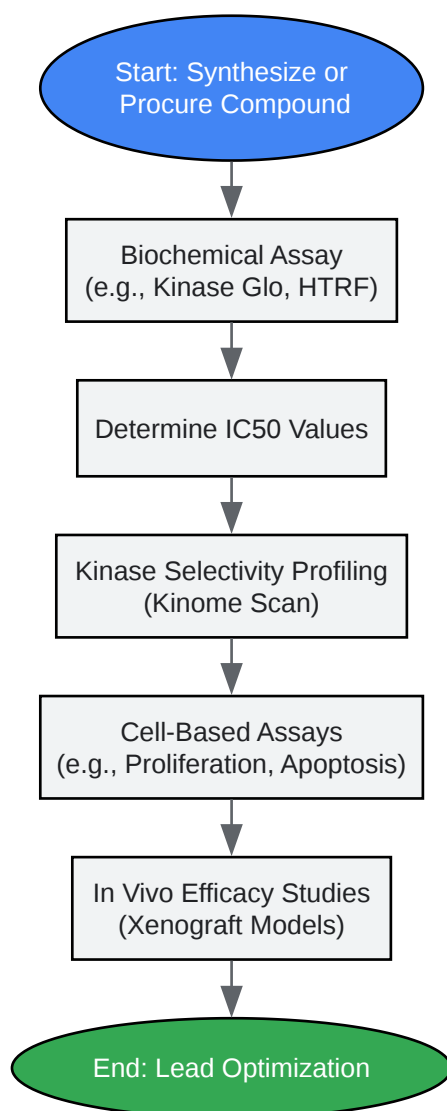 Start: Synthesize or
Procure Compound
Biochemical Assay
(e.g., Kinase Glo, HTRF)
Determine IC50 Values
Kinase Selectivity Profiling
(Kinome Scan)
Cell-Based Assays
(e.g., Proliferation, Apoptosis)
In Vivo Efficacy Studies
(Xenograft Models)
End: Lead Optimization